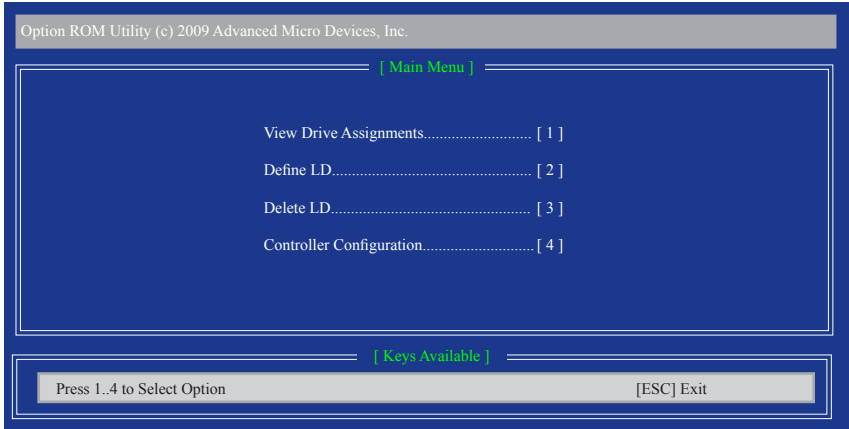 Option ROM Utility (c) 2009 Advanced Micro Devices, Inc.
[ Main Menu ]
View Drive Assignments........................... [ 1 ]
Define LD.................................................. [ 2 ]
Delete LD.................................................. [ 3 ]
Controller Configuration............................[ 4 ]
[ Keys Available ]
Press 1..4 to Select Option [ESC] Exit